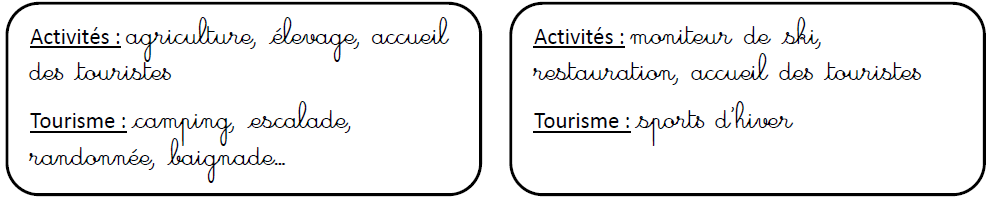 Activités : agriculture, élevage, accueil
des touristes
Tourisme : camping, escalade,
randonnée, baignade...
Activités : moniteur de ski,
restauration, accueil des touristes
Tourisme : sports d'hiver